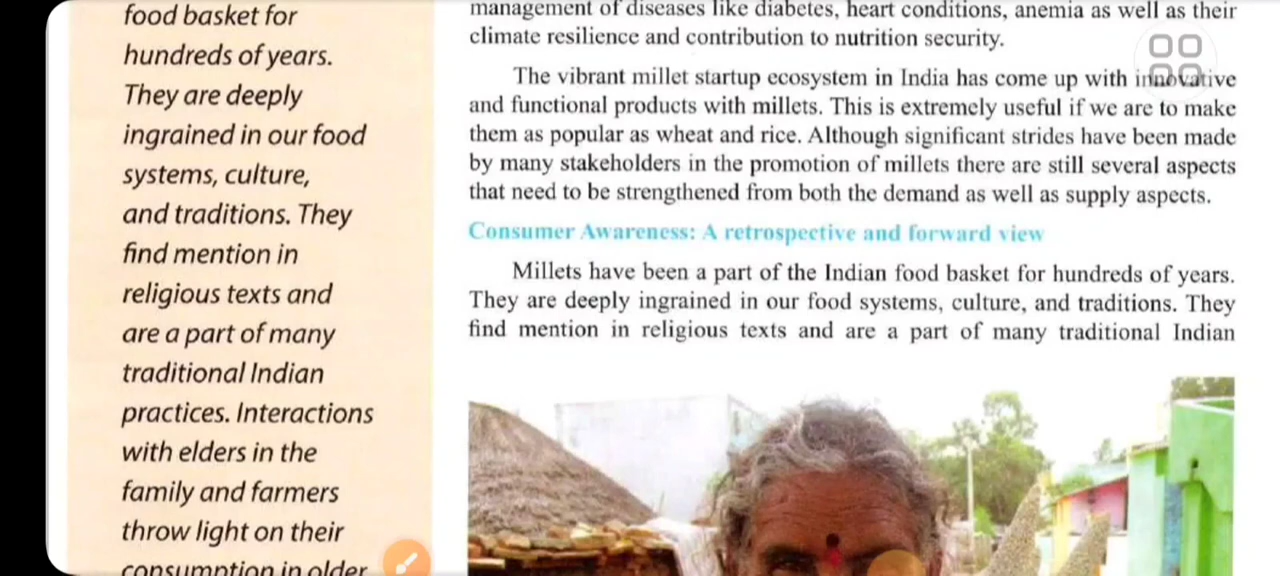 food basket for
hundreds of years.
They are deeply
ingrained in our food
systems, culture,
and traditions. They
find mention in
religious texts and
are a part of many
traditional Indian
practices. Interactions
with elders in the
family and farmers
throw light on their
consumption in older
management of diseases like diabetes, heart conditions, anemia as well as their
climate resilience and contribution to nutrition security.
The vibrant millet startup ecosystem in India has come up with innovative
and functional products with millets. This is extremely useful if we are to make
them as popular as wheat and rice. Although significant strides have been made
by many stakeholders in the promotion of millets there are still several aspects
that need to be strengthened from both the demand as well as supply aspects.
Consumer Awareness: A retrospective and forward view
Millets have been a part of the Indian food basket for hundreds of years.
They are deeply ingrained in our food systems, culture, and traditions. They
find mention in religious texts and are a part of many traditional Indian